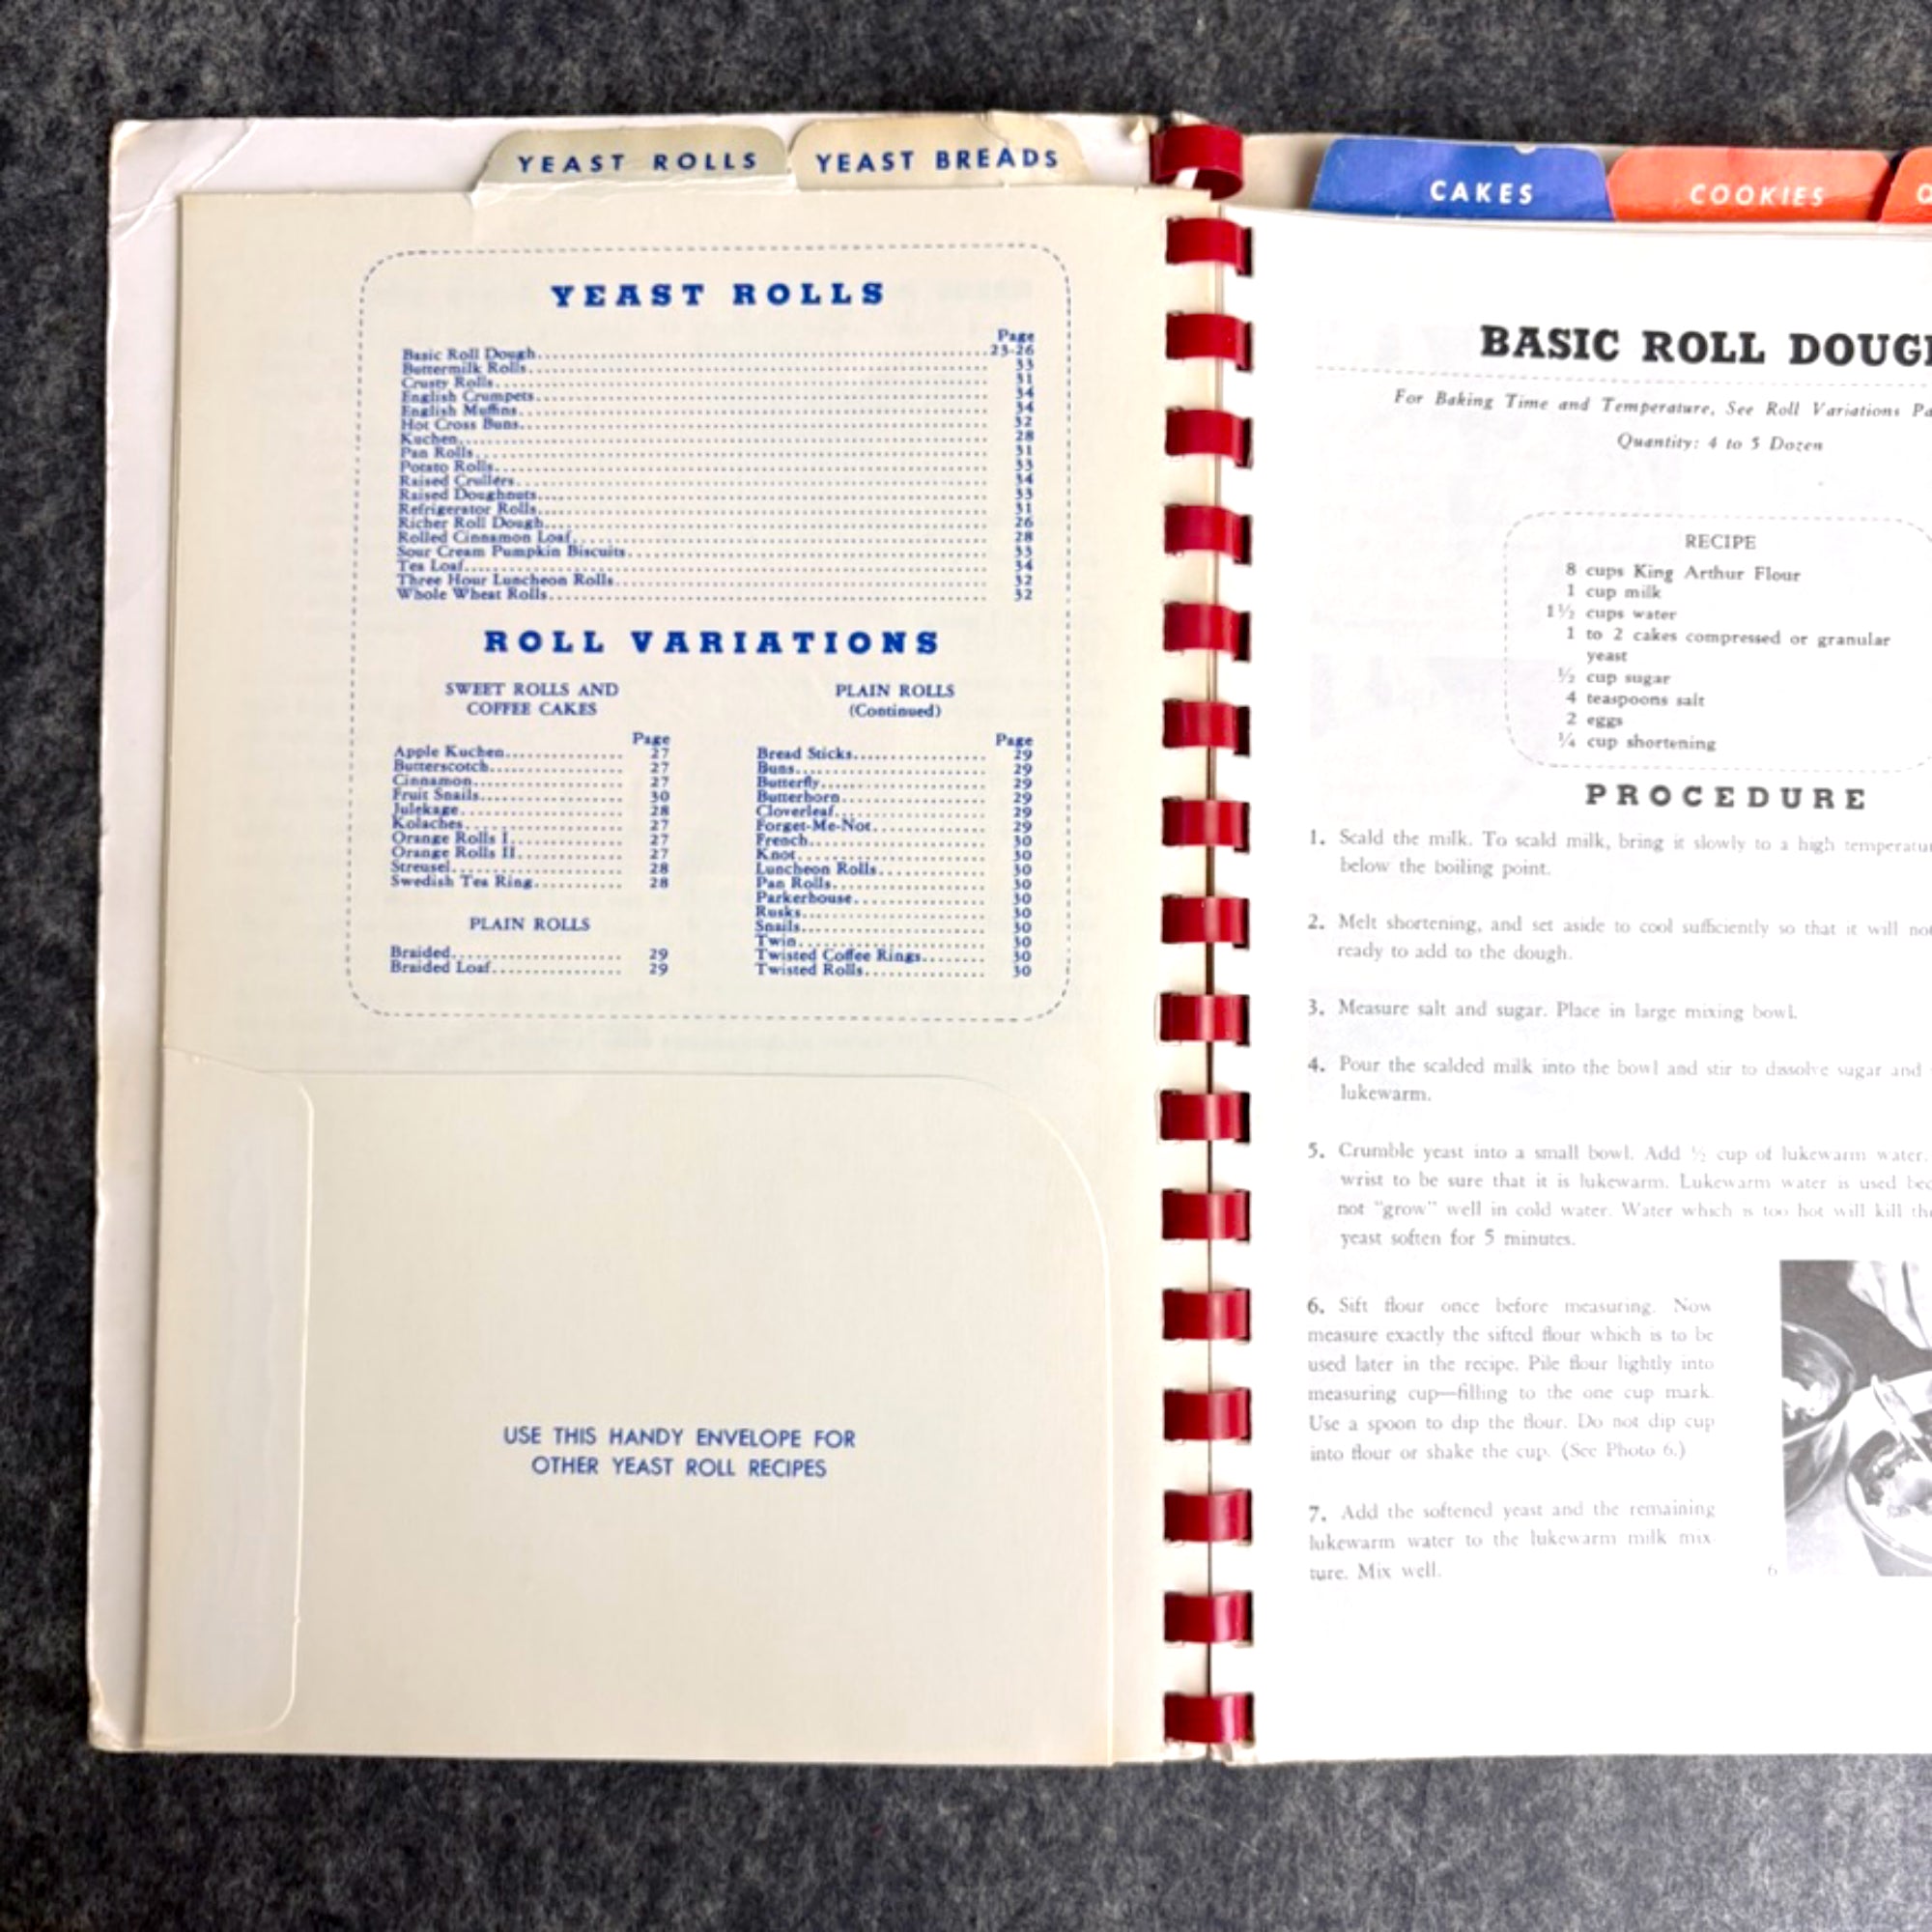 YEAST ROLLS
YEAST BREADS
YEAST ROLLS
Page
Basic Roll Dough 23-26
Buttermilk Rolls 33
Crusty Rolls 31
English Crumpets 34
English Muffins 34
Hot Cross Buns 32
Kuchen 28
Pan Rolls 31
Potato Rolls 33
Raised Crullers 34
Raised Doughnuts 33
Refrigerator Rolls 31
Richer Roll Dough 26
Rolled Cinnamon Loaf 28
Sour Cream Pumpkin Biscuits 33
Tea Loaf 34
Three Hour Luncheon Rolls 32
Whole Wheat Rolls 32
ROLL VARIATIONS
SWEET ROLLS AND
COFFEE CAKES
Page
Apple Kuchen 27
Butterscotch 27
Cinnamon 27
Fruit Snails 30
Julekage 28
Kolaches 27
Orange Rolls I 27
Orange Rolls II 27
Streusel 28
Swedish Tea Ring 28
PLAIN ROLLS
Braided 29
Braided Loaf 29
PLAIN ROLLS
(Continued)
Page
Bread Sticks 29
Buns 29
Butterfly 29
Butterhorn 29
Cloverleaf 29
Forget-Me-Not 29
French 30
Knot 30
Luncheon Rolls 30
Pan Rolls 30
Parkerhouse 30
Rusks 30
Snails 30
Twin 30
Twisted Coffee Rings 30
Twisted Rolls 30
USE THIS HANDY ENVELOPE FOR
OTHER YEAST ROLL RECIPES
CAKES
COOKIES
BASIC ROLL DOUGH
For Baking Time and Temperature, See Roll Variations Pa
Quantity: 4 to 5 Dozen
RECIPE
8 cups King Arthur Flour
1 cup milk
1½ cups water
1 to 2 cakes compressed or granular
yeast
½ cup sugar
4 teaspoons salt
2 eggs
¼ cup shortening
PROCEDURE
1. Scald the milk. To scald milk, bring it slowly to a high temperatur
below the boiling point.
2. Melt shortening, and set aside to cool sufficiently so that it will not
ready to add to the dough.
3. Measure salt and sugar. Place in large mixing bowl.
4. Pour the scalded milk into the bowl and stir to dissolve sugar and
lukewarm.
5. Crumble yeast into a small bowl. Add ½ cup of lukewarm water.
wrist to be sure that it is lukewarm. Lukewarm water is used bec
not "grow" well in cold water. Water which is too hot will kill the
yeast soften for 5 minutes.
6. Sift flour once before measuring. Now
measure exactly the sifted flour which is to be
used later in the recipe. Pile flour lightly into
measuring cup—filling to the one cup mark.
Use a spoon to dip the flour. Do not dip cup
into flour or shake the cup. (See Photo 6.)
7. Add the softened yeast and the remaining
lukewarm water to the lukewarm milk mix-
ture. Mix well.
6